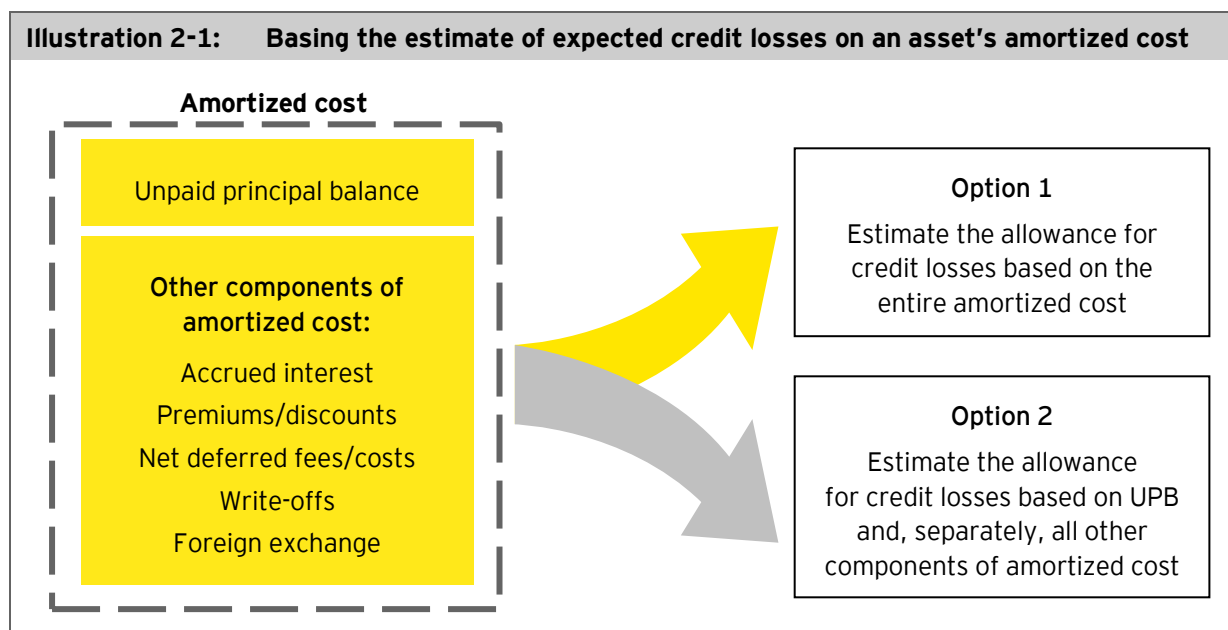 Illustration 2-1: Basing the estimate of expected credit losses on an asset's amortized cost
Amortized cost
Unpaid principal balance
Other components of
amortized cost:
Accrued interest
Premiums/discounts
Net deferred fees/costs
Write-offs
Foreign exchange
Option 1
Estimate the allowance for
credit losses based on the
entire amortized cost
Option 2
Estimate the allowance
for credit losses based on UPB
and, separately, all other
components of amortized cost